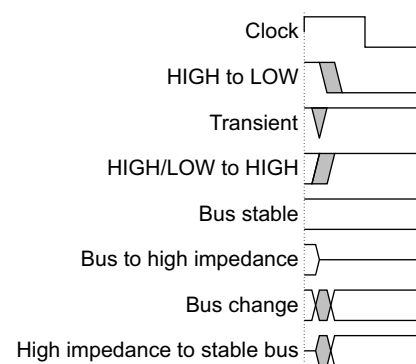 Clock
HIGH to LOW
Transient
HIGH/LOW to HIGH
Bus stable
Bus to high impedance
Bus change
High impedance to stable bus